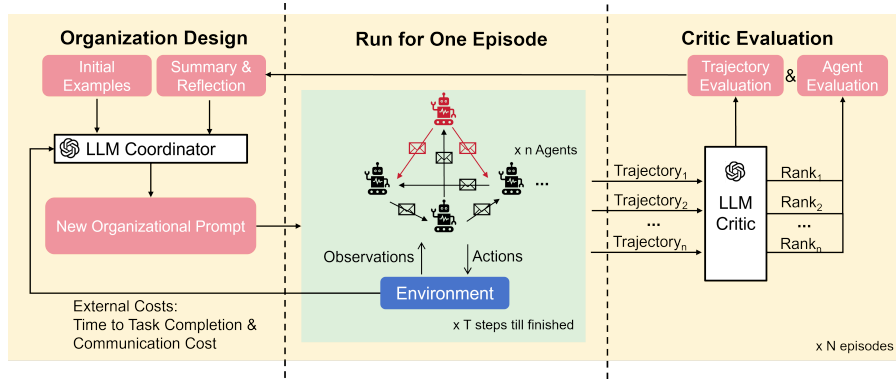 Organization Design
Initial
Examples
Summary &
Reflection
LLM Coordinator
New Organizational Prompt
External Costs:
Time to Task Completion &
Communication Cost
Run for One Episode
x n Agents
...
Observations
Actions
Environment
x T steps till finished
Critic Evaluation
Trajectory
Evaluation
&
Agent
Evaluation
Trajectory1
Trajectory2
...
Trajectoryn
LLM
Critic
Rank1
Rank2
...
Rankn
x N episodes